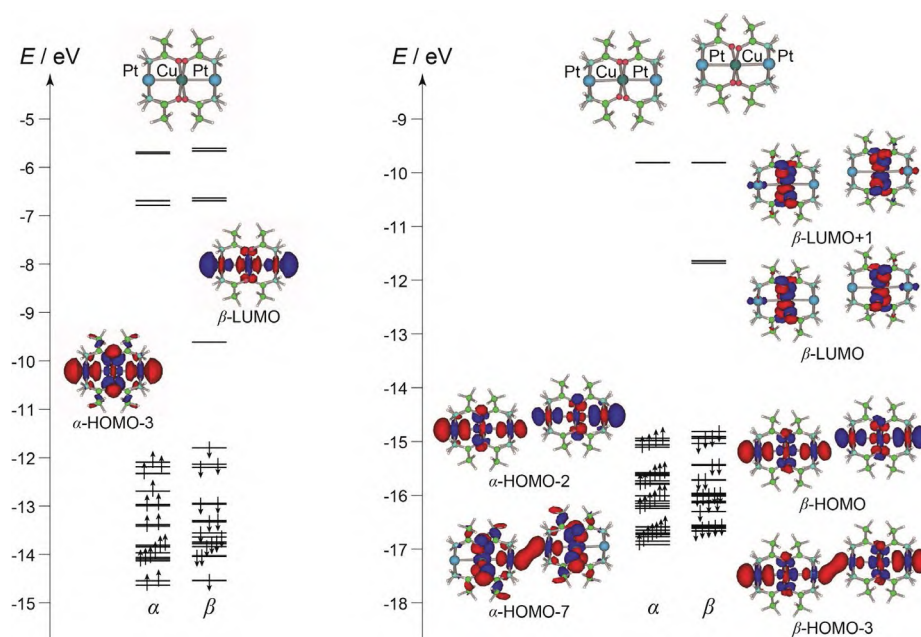 E / eV
Pt
Cu
Pt
-5
-6
-7
-8
-9
-10
-11
-12
-13
-14
-15
β-LUMO
α-HOMO-3
α
β
E / eV
Pt
Cu
Pt
Pt
Cu
Pt
-9
-10
-11
-12
-13
-14
-15
-16
-17
-18
β-LUMO+1
β-LUMO
α-HOMO-2
β-HOMO
α-HOMO-7
β-HOMO-3
α
β